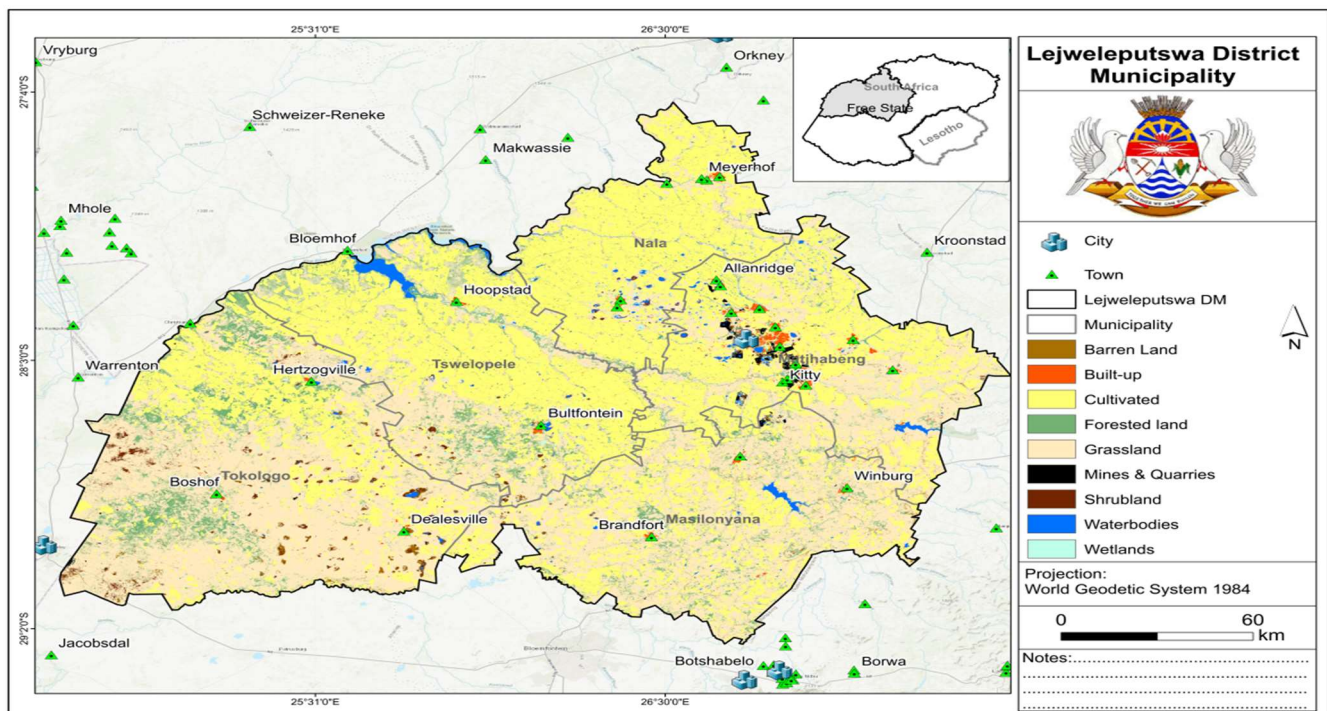 25°31'0"E
26°30'0"E
Vryburg
Orkney
27°4'0"S
Schweizer-Reneke
Makwassie
Meyerhof
Mhole
Bloemhof
Nala
Kroonstad
Allanridge
Hoopstad
28°3'0"S
Tswelopele
Warrenton
Hertzogville
Kitty
Bultfontein
Tokologo
Boshof
Winburg
Dealesville
Brandfort
Masilonyana
29°2'0"S
Jacobsdal
Botshabelo
Borwa
25°31'0"E
26°30'0"E
South Africa
Free State
Lesotho
Lejweleputswa District
Municipality
City
Town
Lejweleputswa DM
Municipality
Barren Land
Built-up
Cultivated
Forested land
Grassland
Mines & Quarries
Shrubland
Waterbodies
Wetlands
N
Projection:
World Geodetic System 1984
0 60
km
Notes: